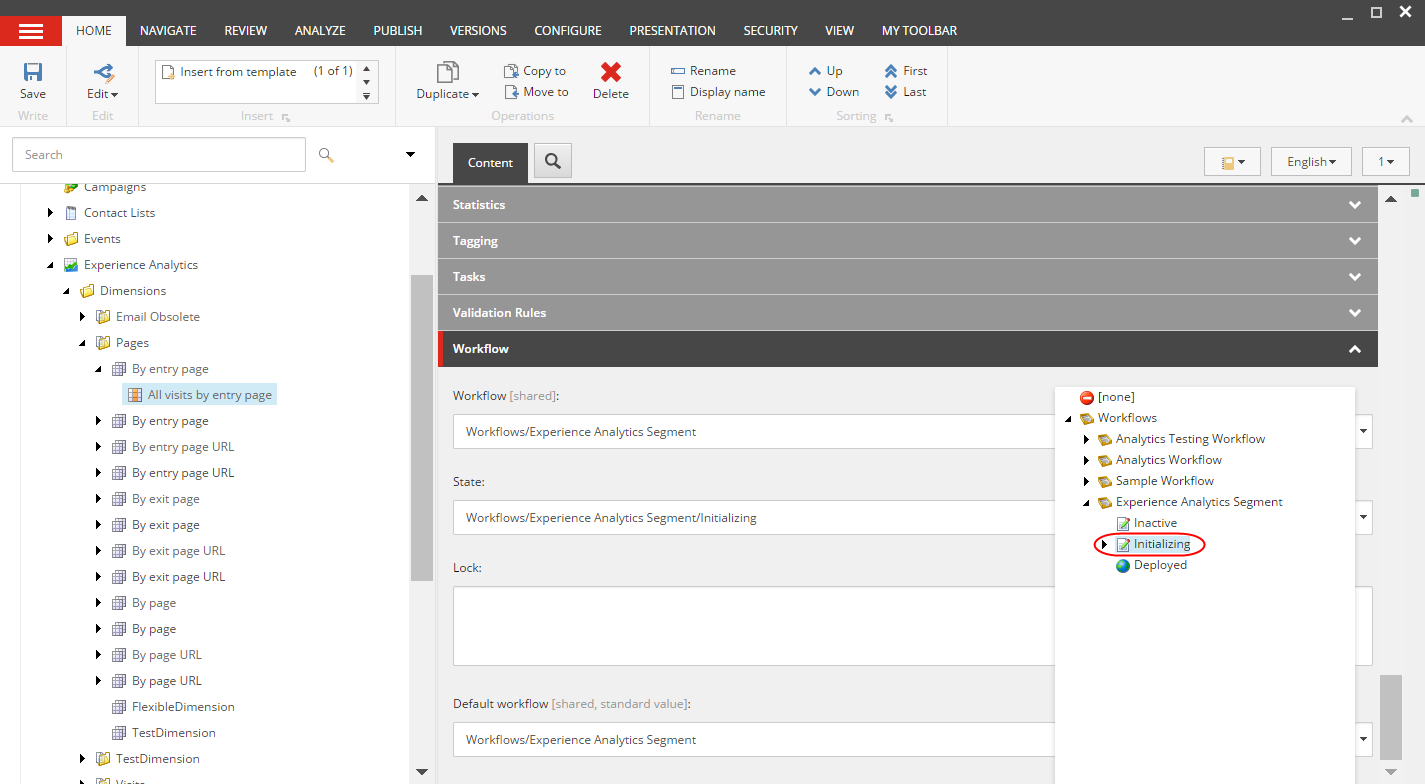 HOME NAVIGATE REVIEW ANALYZE PUBLISH VERSIONS CONFIGURE PRESENTATION SECURITY VIEW MY TOOLBAR
Save
Write
Edit
Edit
Insert from template (1 of 1)
Insert
Duplicate
Copy to
Move to
Delete
Operations
Rename
Display name
Rename
Up
Down
First
Last
Sorting
Search
Campaigns
Contact Lists
Events
Experience Analytics
Dimensions
Email Obsolete
Pages
By entry page
All visits by entry page
By entry page
By entry page URL
By entry page URL
By exit page
By exit page
By exit page URL
By exit page URL
By page
By page
By page URL
By page URL
FlexibleDimension
TestDimension
TestDimension
Visits
Content
English
1
Statistics
Tagging
Tasks
Validation Rules
Workflow
Workflow [shared]:
Workflows/Experience Analytics Segment
State:
Workflows/Experience Analytics Segment/Initializing
Lock:
Default workflow [shared, standard value]:
Workflows/Experience Analytics Segment
[none]
Workflows
Analytics Testing Workflow
Analytics Workflow
Sample Workflow
Experience Analytics Segment
Inactive
Initializing
Deployed